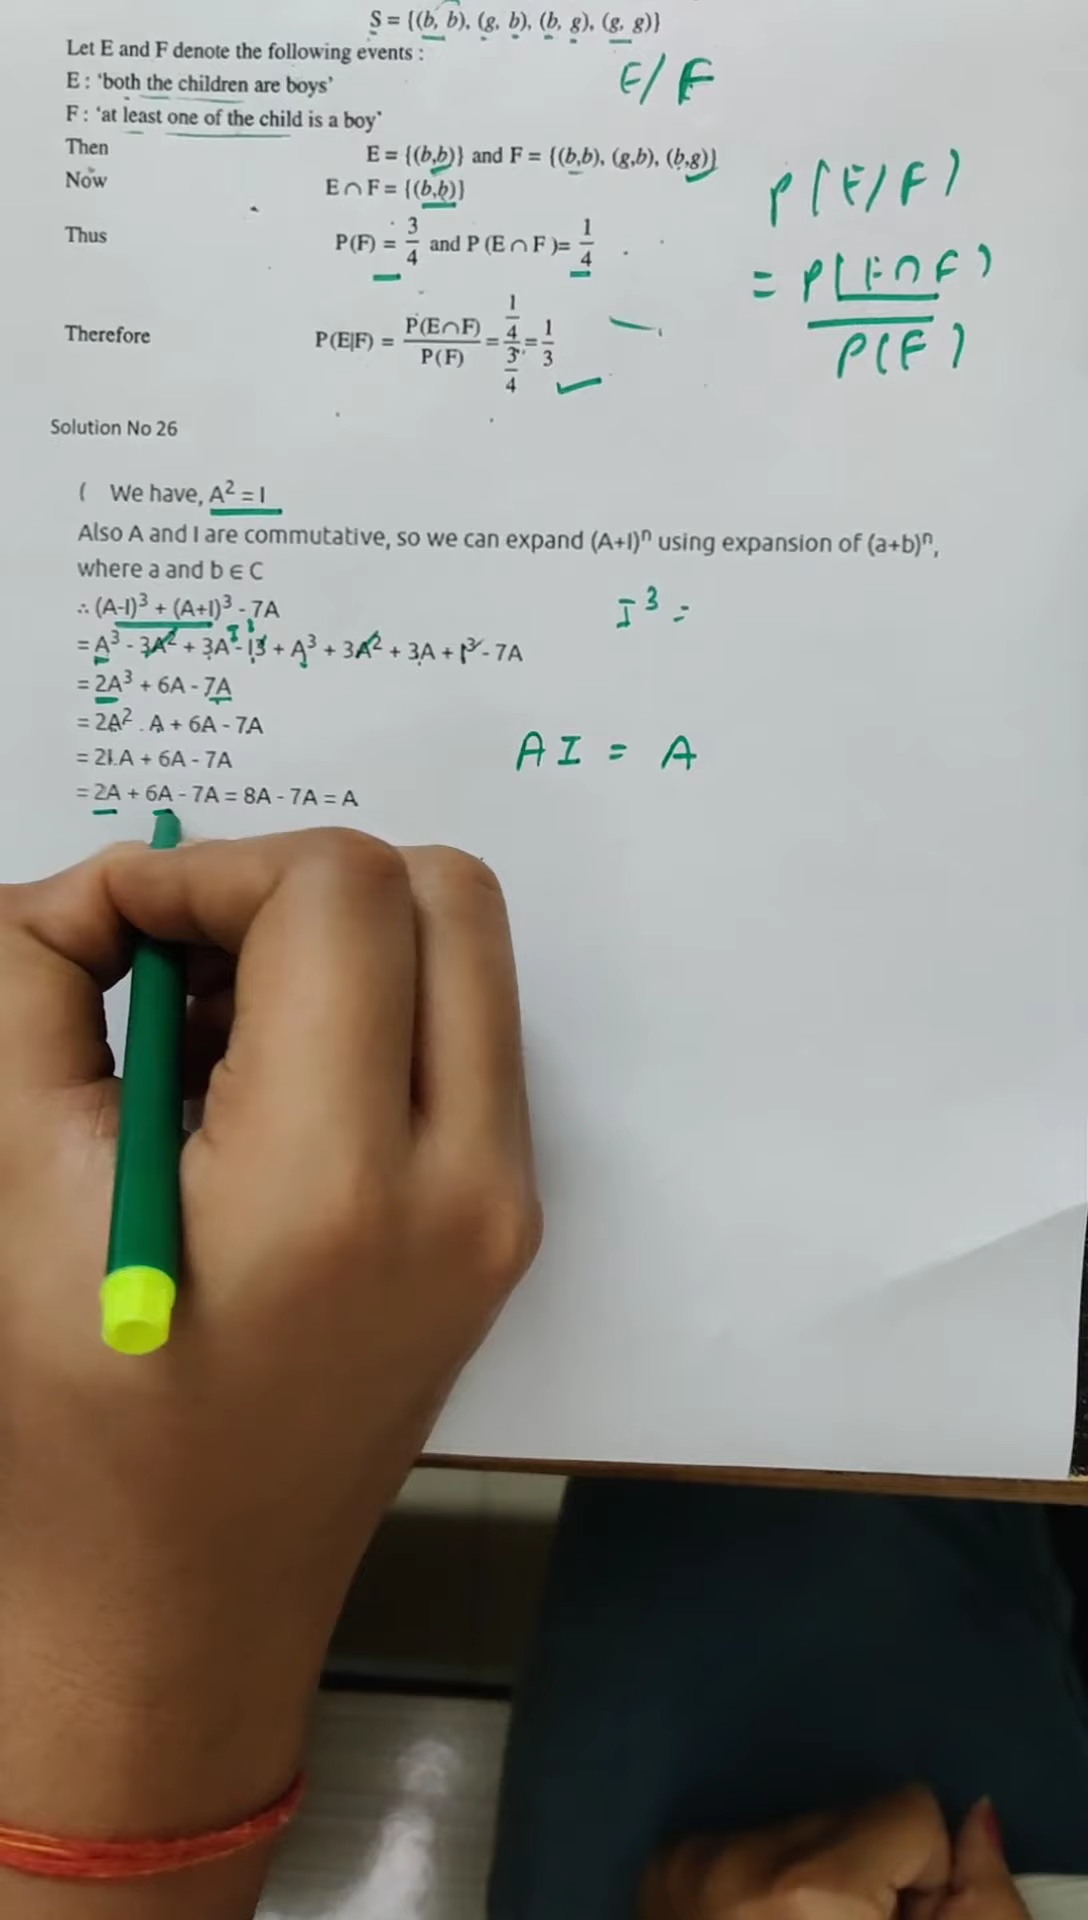 S = {(b, b), (g, b), (b, g), (g, g)}
Let E and F denote the following events :
E/F
E : ‘both the children are boys’
F : ‘at least one of the child is a boy’
Then E = {(b,b)} and F = {(b,b), (g,b), (b,g)}
Now E ∩ F = {(b,b)}
P(E/F)
Thus P(F) = 3/4 and P (E ∩ F )= 1/4 .
= P(E∩F)/P(F)
Therefore P(E|F) = P(E∩F)/P(F) = (1/4)/(3/4) = 1/3
Solution No 26
( We have, A² = I
Also A and I are commutative, so we can expand (A+I)ⁿ using expansion of (a+b)ⁿ,
where a and b ∈ C
∴ (A-I)³ + (A+I)³ - 7A
I³ =
I³
= A³ - 3A² + 3A - I3 + A³ + 3A² + 3A + I³ - 7A
= 2A³ + 6A - 7A
= 2A² . A + 6A - 7A
AI = A
= 2I.A + 6A - 7A
= 2A + 6A - 7A = 8A - 7A = A